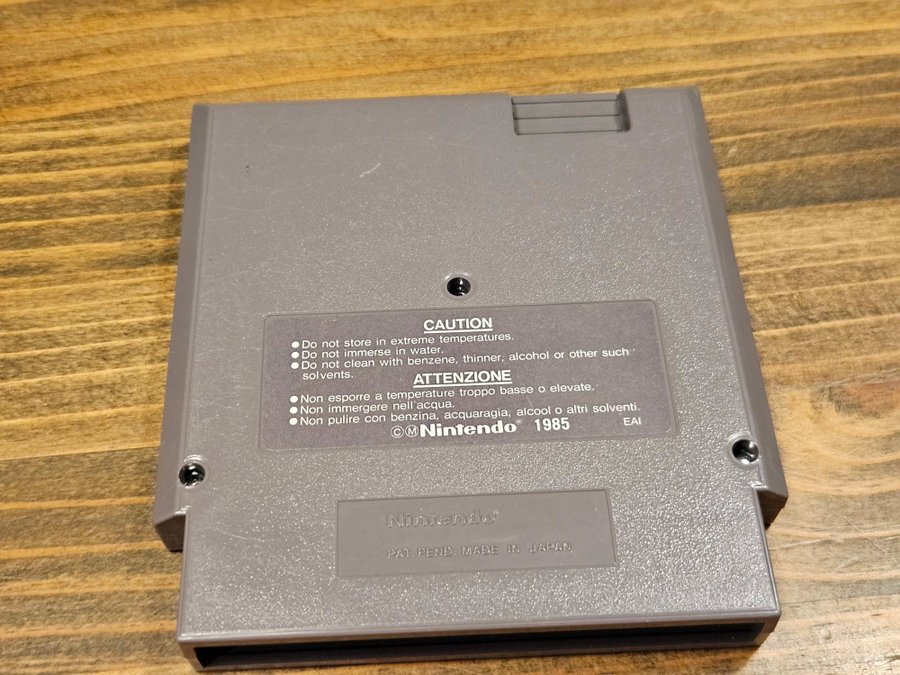 CAUTION
●Do not store in extreme temperatures.
●Do not immerse in water.
●Do not clean with benzene, thinner, alcohol or other such
solvents.
ATTENZIONE
●Non esporre a temperature troppo basse o elevate.
●Non immergere nell'acqua.
●Non pulire con benzina, acquaragia, alcool o altri solventi.
©Ⓜ Nintendo® 1985 EAI
Nintendo®
PAT. PEND. MADE IN JAPAN